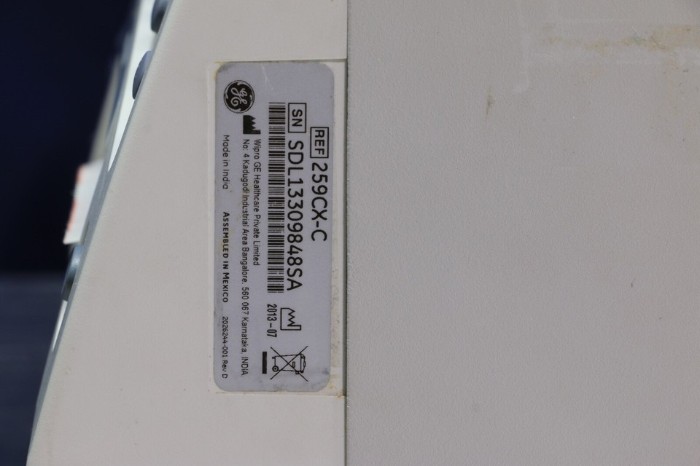 REF 259CX-C
SN SDL13309848SA
2013-07
GE
Wipro GE Healthcare Private Limited
No: 4 Kadugodi Industrial Area Bangalore, 560 067 Karnataka, INDIA
Made in India ASSEMBLED IN MEXICO 2026244-001 Rev D